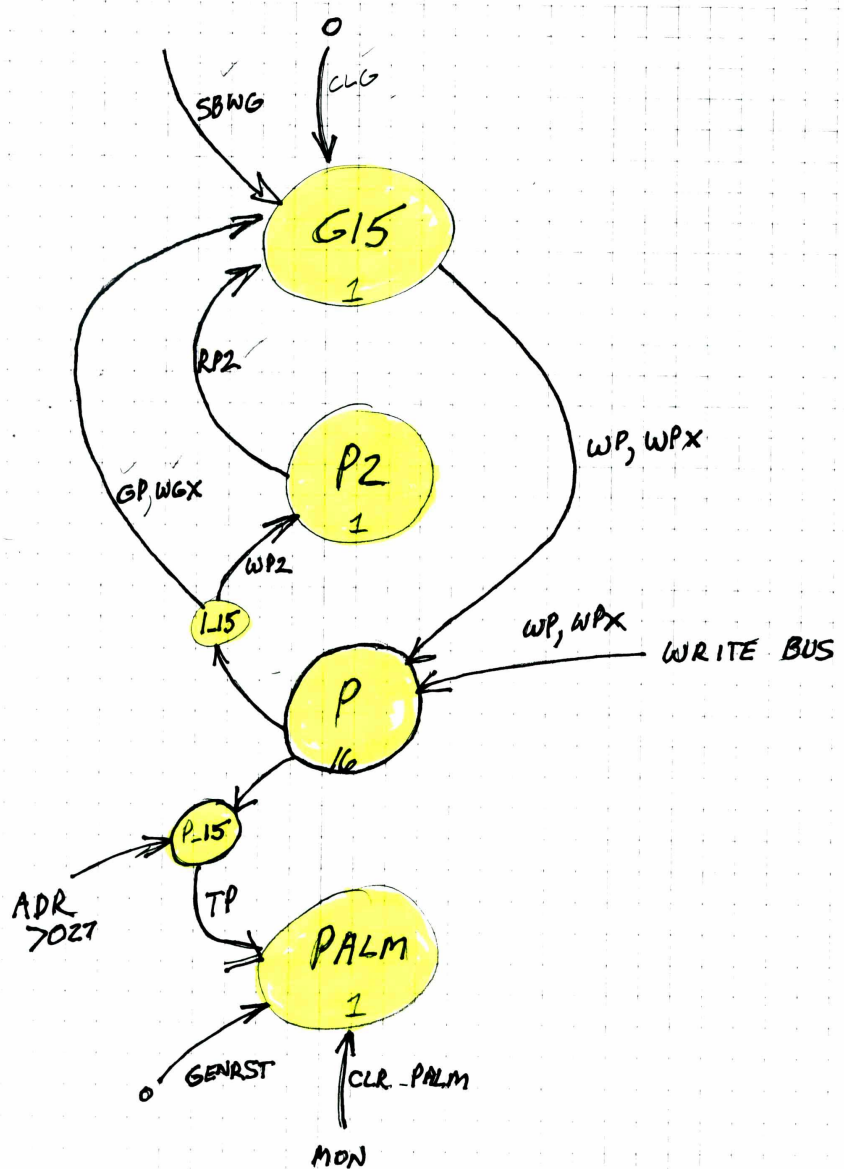 0
CLG
SBWG
G15
1
RP2
WP, WPX
P2
1
GP, WGX
WP2
1_15
WP, WPX
WRITE BUS
P
16
P_15
ADR
>027
TP
PALM
1
0
GENRST
CLR_PALM
MON